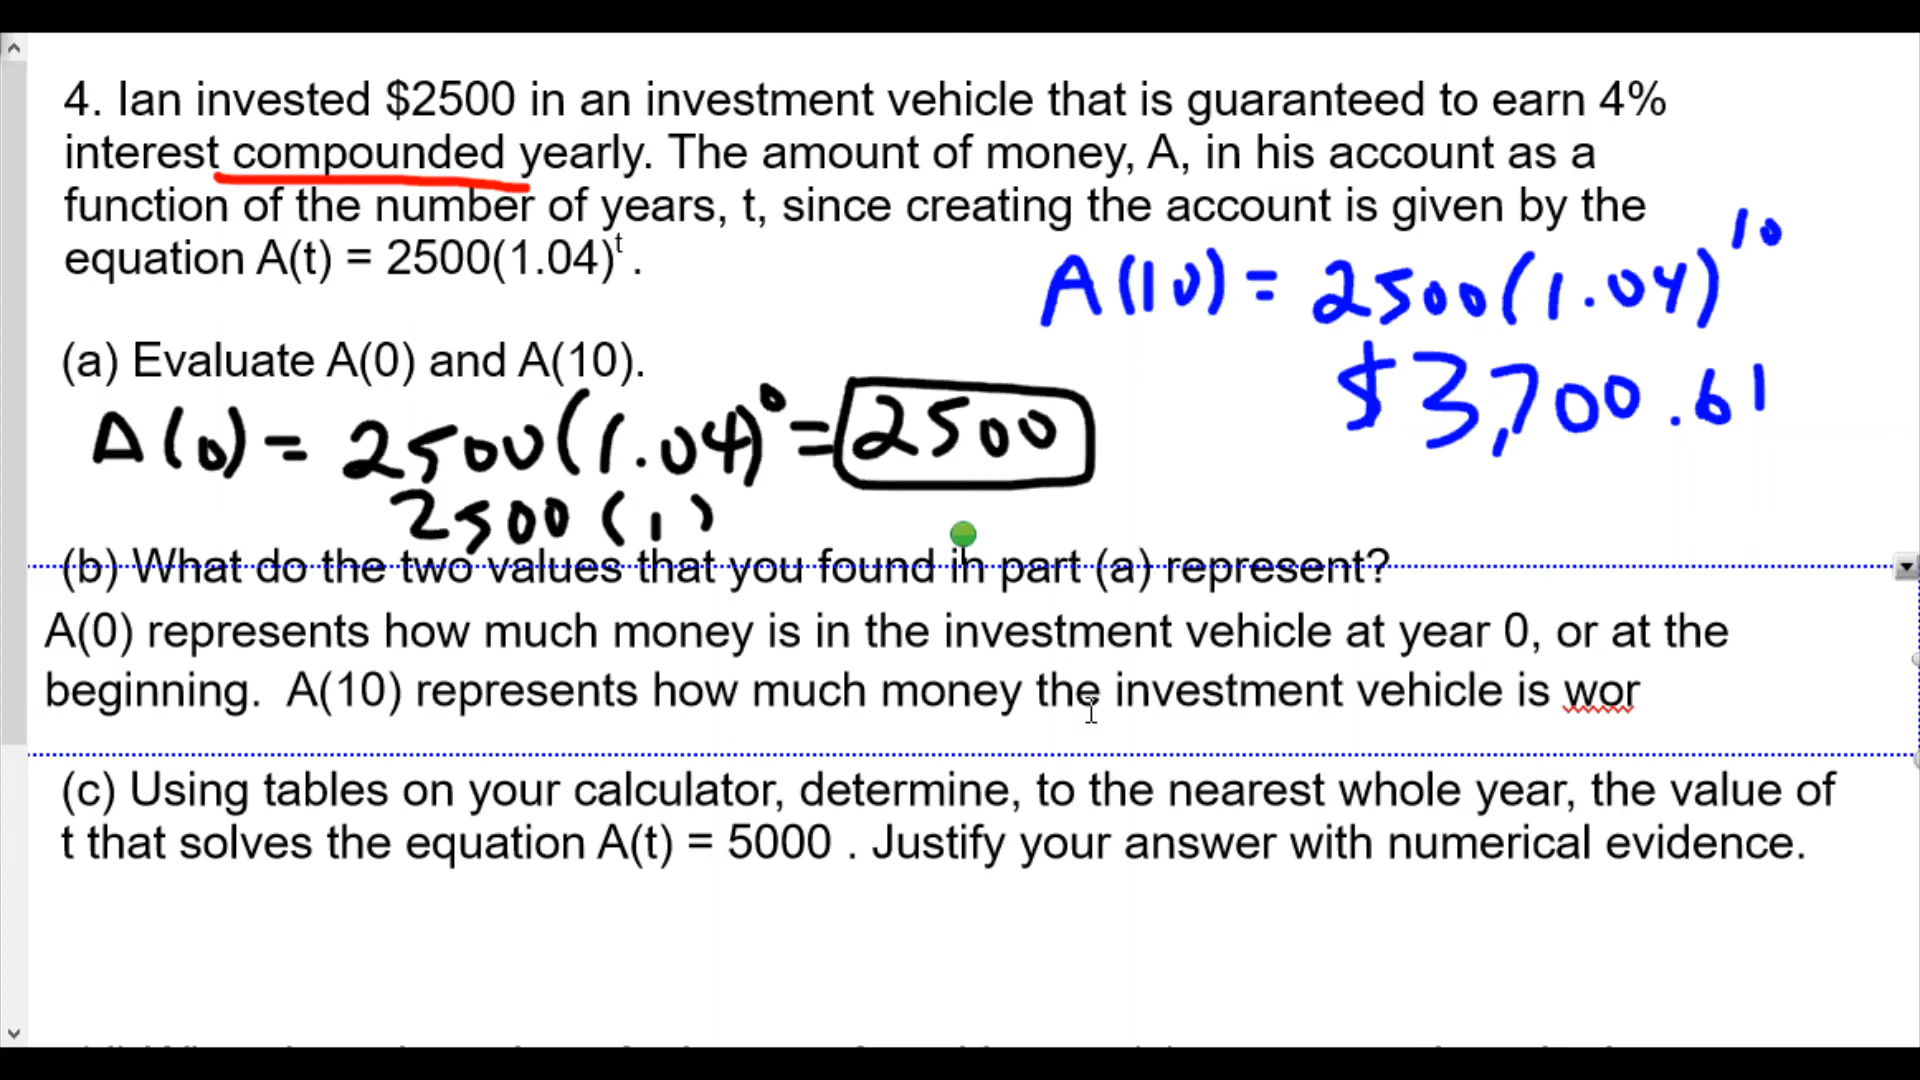 4. Ian invested $2500 in an investment vehicle that is guaranteed to earn 4%
interest compounded yearly. The amount of money, A, in his account as a
function of the number of years, t, since creating the account is given by the
equation A(t) = 2500(1.04)^t .
A(10) = 2500(1.04)^10
$3,700.61
(a) Evaluate A(0) and A(10).
A(0) = 2500(1.04)^0 = 2500
2500(1)
(b) What do the two values that you found in part (a) represent?
A(0) represents how much money is in the investment vehicle at year 0, or at the
beginning. A(10) represents how much money the investment vehicle is wor
(c) Using tables on your calculator, determine, to the nearest whole year, the value of
t that solves the equation A(t) = 5000 . Justify your answer with numerical evidence.